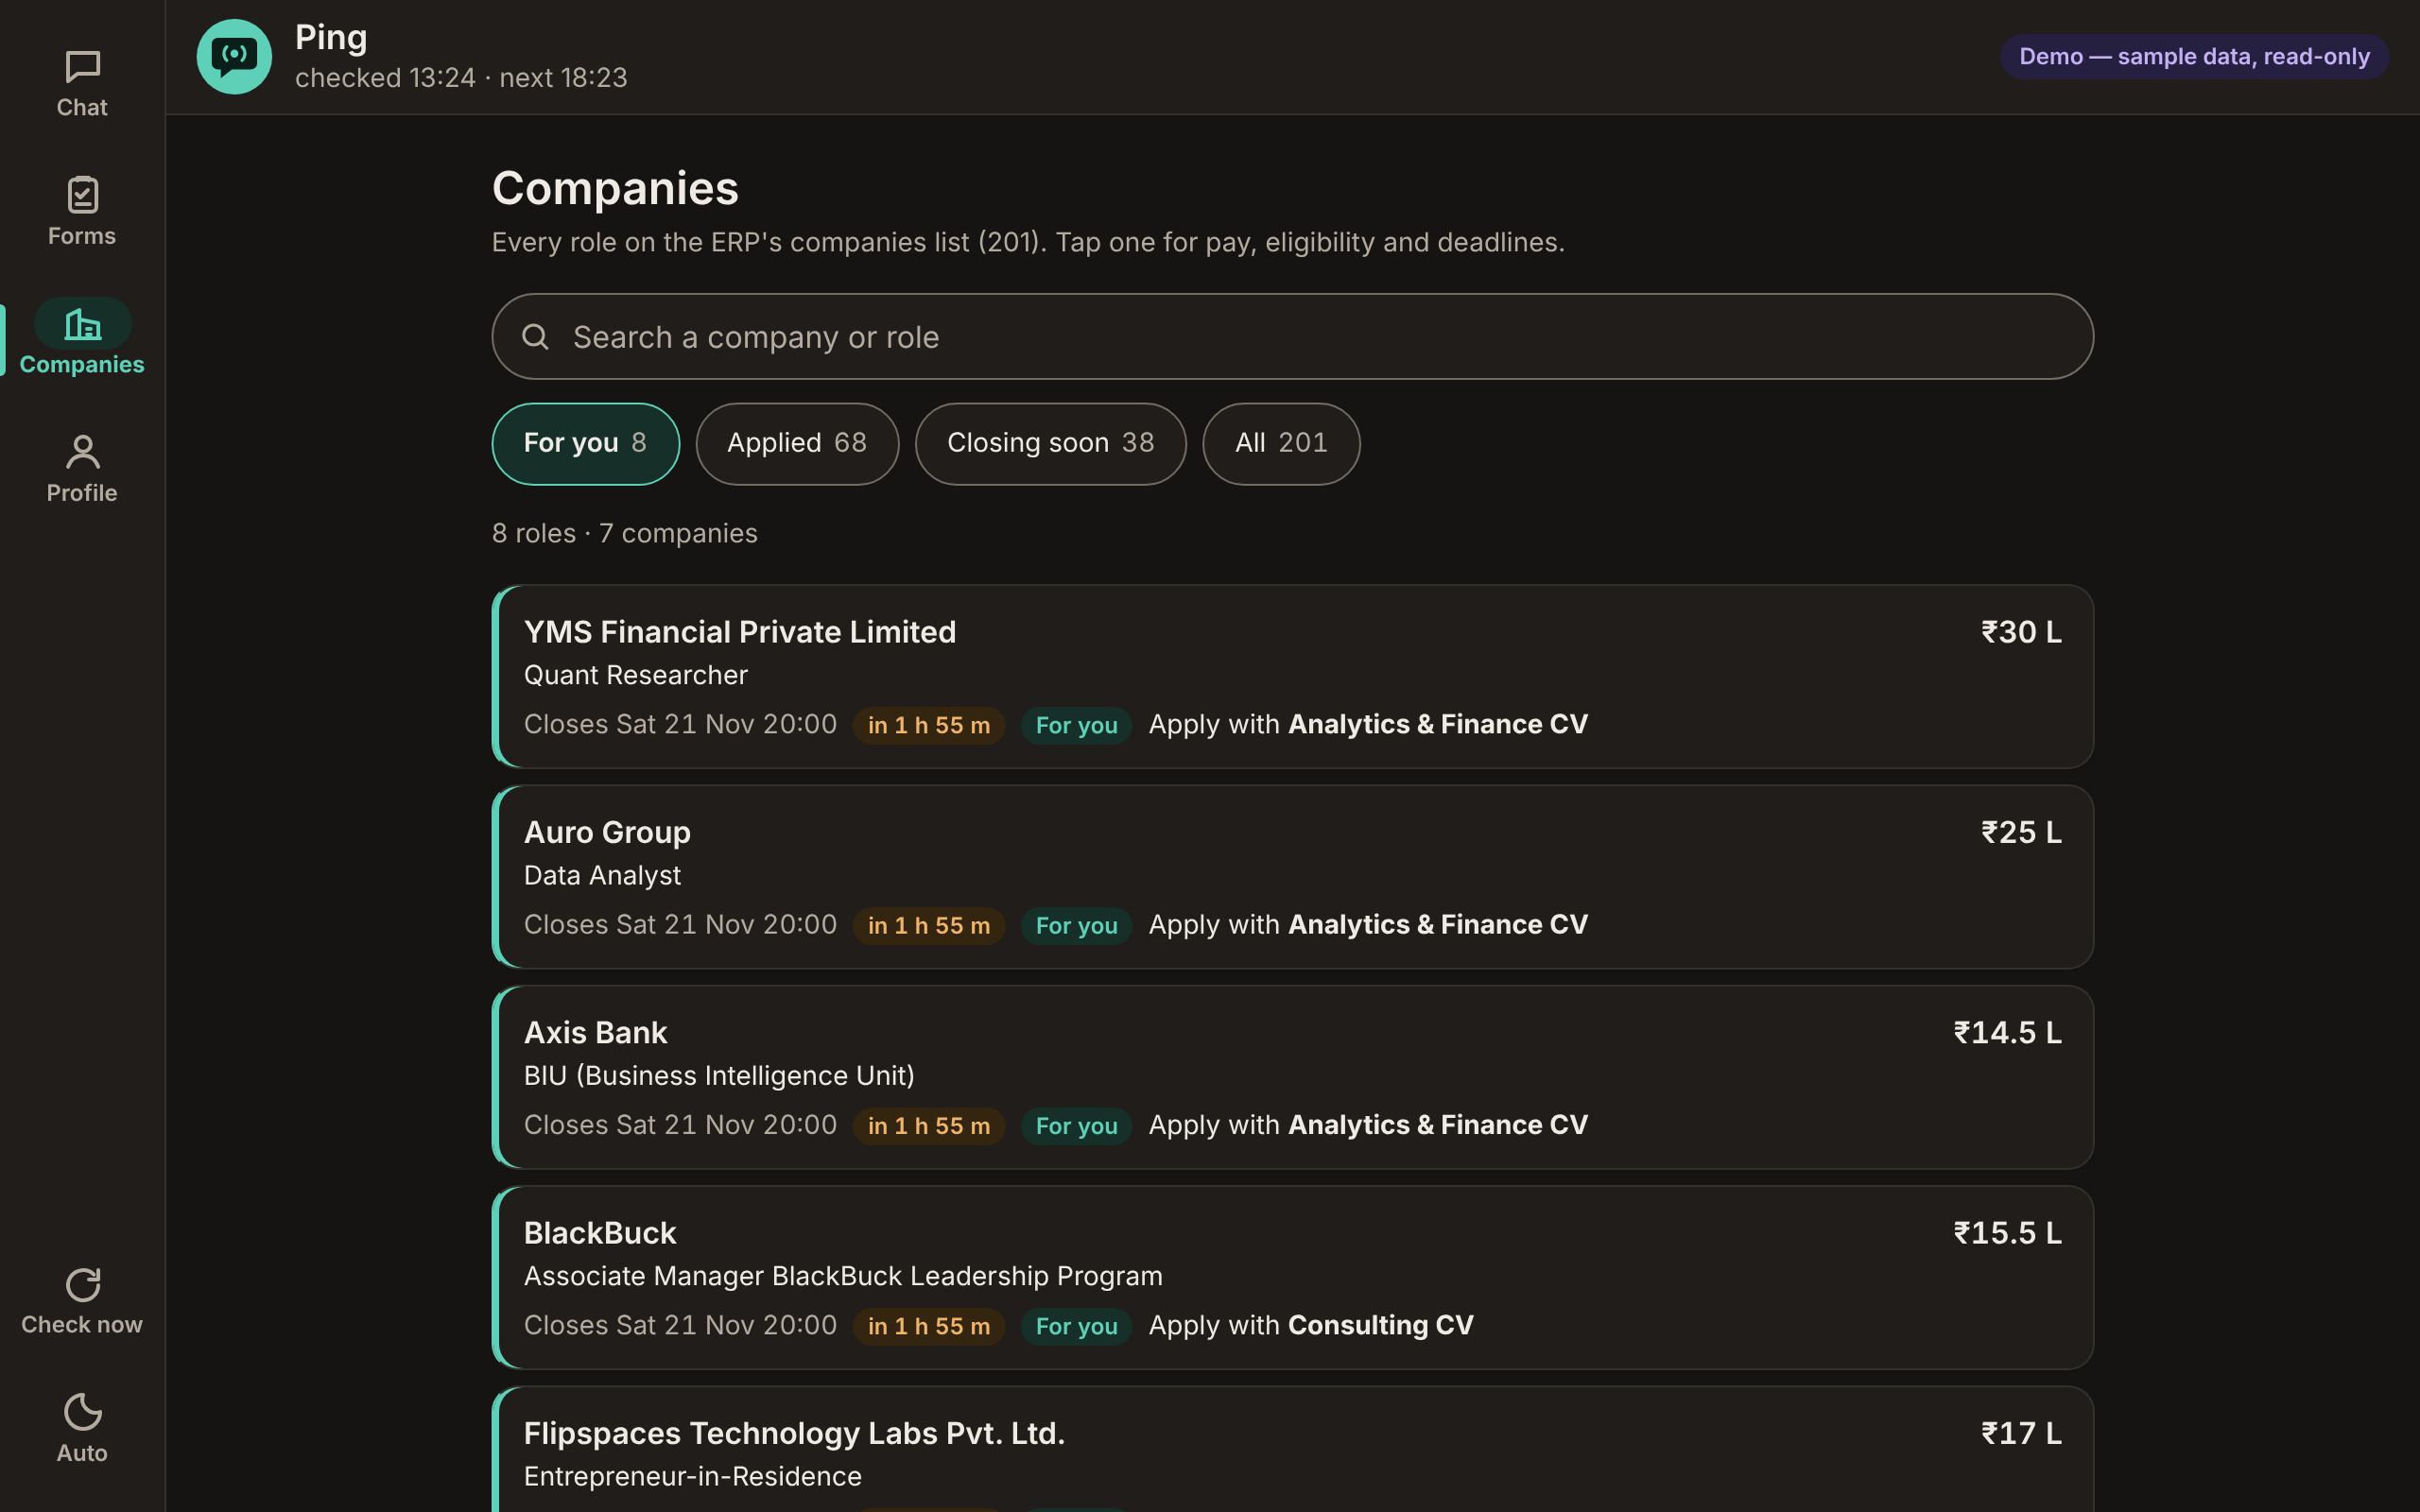 Chat
Forms
Companies
Profile
Check now
Auto
Ping
checked 13:24 · next 18:23
Demo — sample data, read-only
Companies
Every role on the ERP's companies list (201). Tap one for pay, eligibility and deadlines.
Search a company or role
For you 8 Applied 68 Closing soon 38 All 201
8 roles · 7 companies
YMS Financial Private Limited ₹30 L
Quant Researcher
Closes Sat 21 Nov 20:00 in 1 h 55 m For you Apply with Analytics & Finance CV
Auro Group ₹25 L
Data Analyst
Closes Sat 21 Nov 20:00 in 1 h 55 m For you Apply with Analytics & Finance CV
Axis Bank ₹14.5 L
BIU (Business Intelligence Unit)
Closes Sat 21 Nov 20:00 in 1 h 55 m For you Apply with Analytics & Finance CV
BlackBuck ₹15.5 L
Associate Manager BlackBuck Leadership Program
Closes Sat 21 Nov 20:00 in 1 h 55 m For you Apply with Consulting CV
Flipspaces Technology Labs Pvt. Ltd. ₹17 L
Entrepreneur-in-Residence